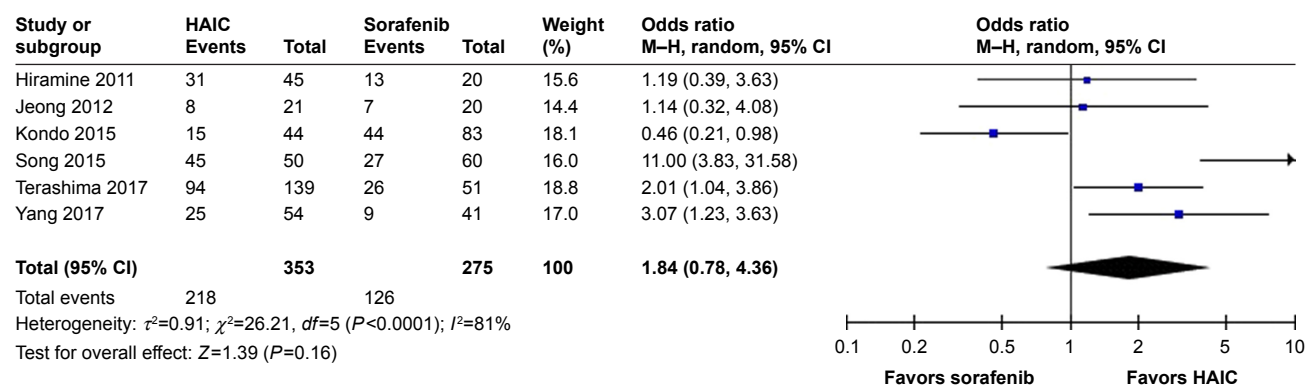 Study or HAIC Sorafenib Weight Odds ratio Odds ratio
subgroup Events Total Events Total (%) M–H, random, 95% CI M–H, random, 95% CI
Hiramine 2011 31 45 13 20 15.6 1.19 (0.39, 3.63)
Jeong 2012 8 21 7 20 14.4 1.14 (0.32, 4.08)
Kondo 2015 15 44 44 83 18.1 0.46 (0.21, 0.98)
Song 2015 45 50 27 60 16.0 11.00 (3.83, 31.58)
Terashima 2017 94 139 26 51 18.8 2.01 (1.04, 3.86)
Yang 2017 25 54 9 41 17.0 3.07 (1.23, 3.63)
Total (95% CI) 353 275 100 1.84 (0.78, 4.36)
Total events 218 126
Heterogeneity: τ²=0.91; χ²=26.21, df=5 (P<0.0001); I²=81%
Test for overall effect: Z=1.39 (P=0.16)
0.1 0.2 0.5 1 2 5 10
Favors sorafenib Favors HAIC